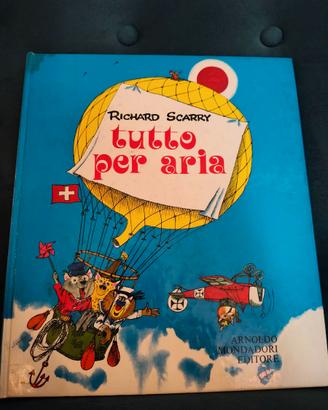 RICHARD SCARRY
tutto
per aria
ARNOLDO
MONDADORI
EDITORE